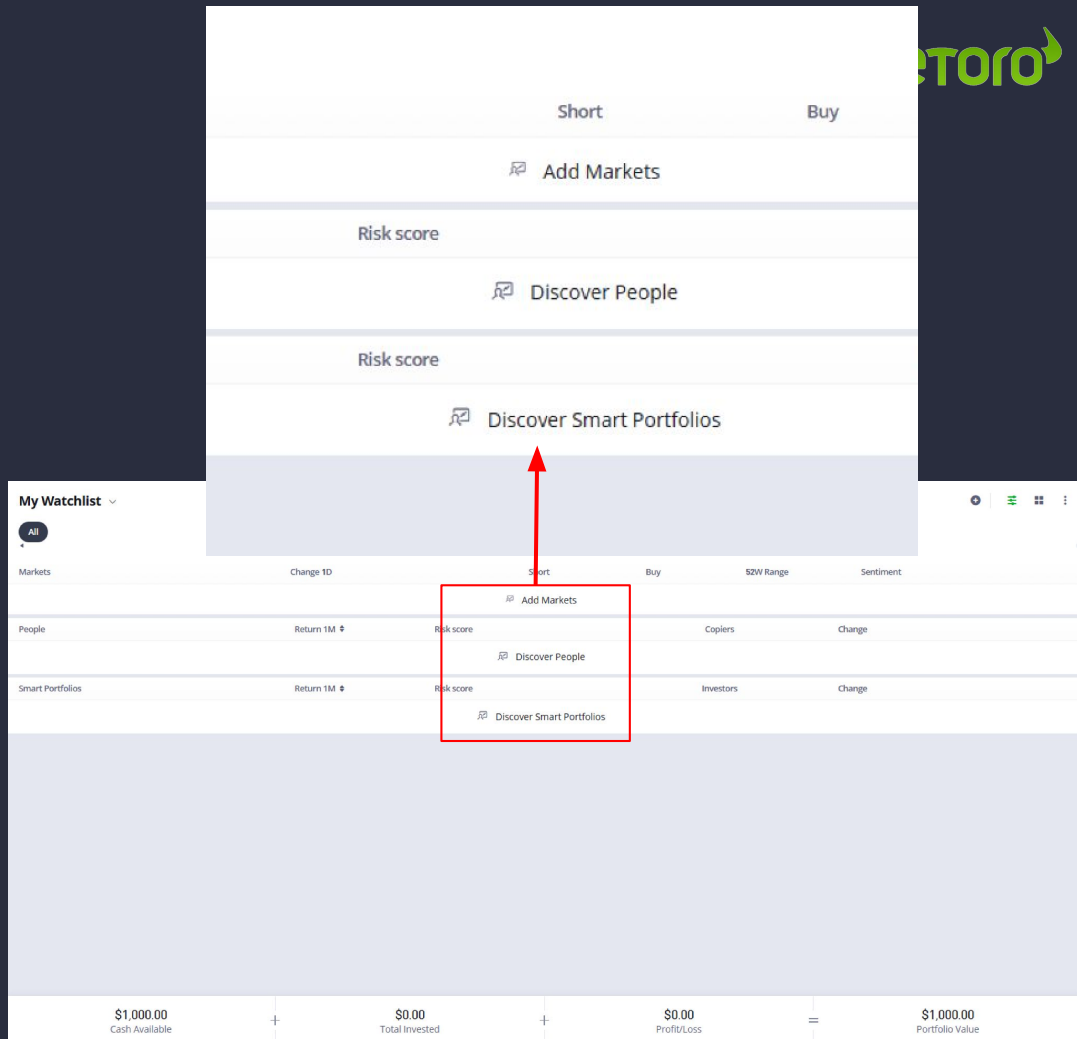 eTORO
Short Buy
Add Markets
Risk score
Discover People
Risk score
Discover Smart Portfolios
My Watchlist
All
Markets Change 1D Short Buy 52W Range Sentiment
Add Markets
People Return 1M Risk score Copiers Change
Discover People
Smart Portfolios Return 1M Risk score Investors Change
Discover Smart Portfolios
$1,000.00 + $0.00 + $0.00 = $1,000.00
Cash Available Total Invested Profit/Loss Portfolio Value